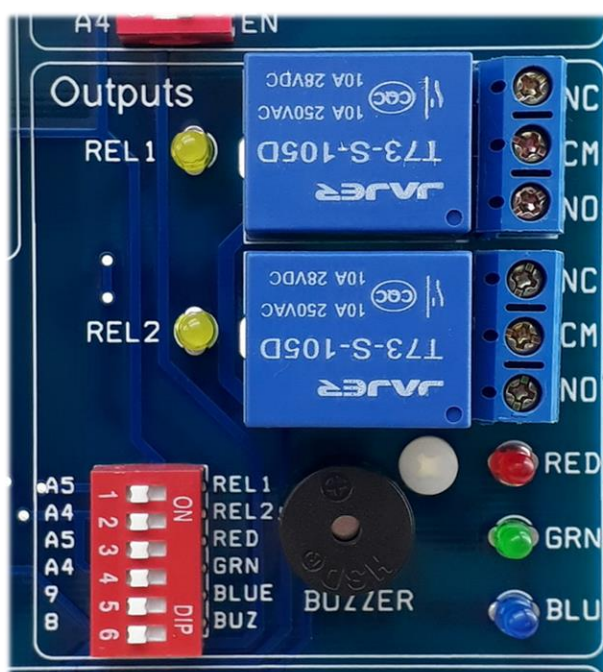 A4 EN
Outputs
REL1
10A 250VAC 10A 28VDC
CQC
T73-S-105D
JAJER
NC
CM
NO
REL2
10A 250VAC 10A 28VDC
CQC
T73-S-105D
JAJER
NC
CM
NO
RED
GRN
BLU
A5 1 ON REL1
A4 2 REL2
A5 3 RED
A4 4 GRN
9 5 BLUE
8 6 DIP BUZ
HSD®
BUZZER